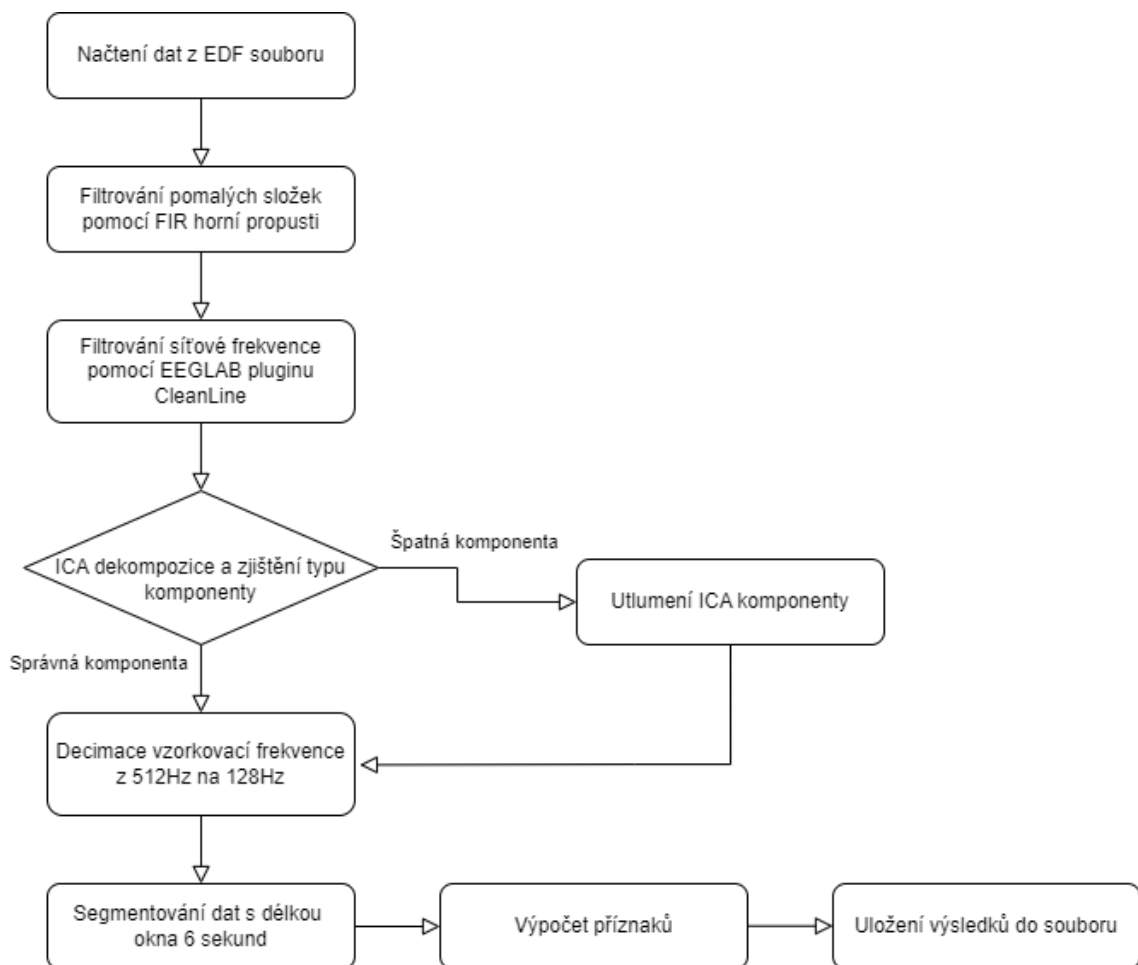 Načtení dat z EDF souboru
Filtrování pomalých složek
pomocí FIR horní propusti
Filtrování síťové frekvence
pomocí EEGLAB pluginu
CleanLine
ICA dekompozice a zjištění typu
komponenty
Špatná komponenta
Utlumení ICA komponenty
Správná komponenta
Decimace vzorkovací frekvence
z 512Hz na 128Hz
Segmentování dat s délkou
okna 6 sekund
Výpočet příznaků
Uložení výsledků do souboru